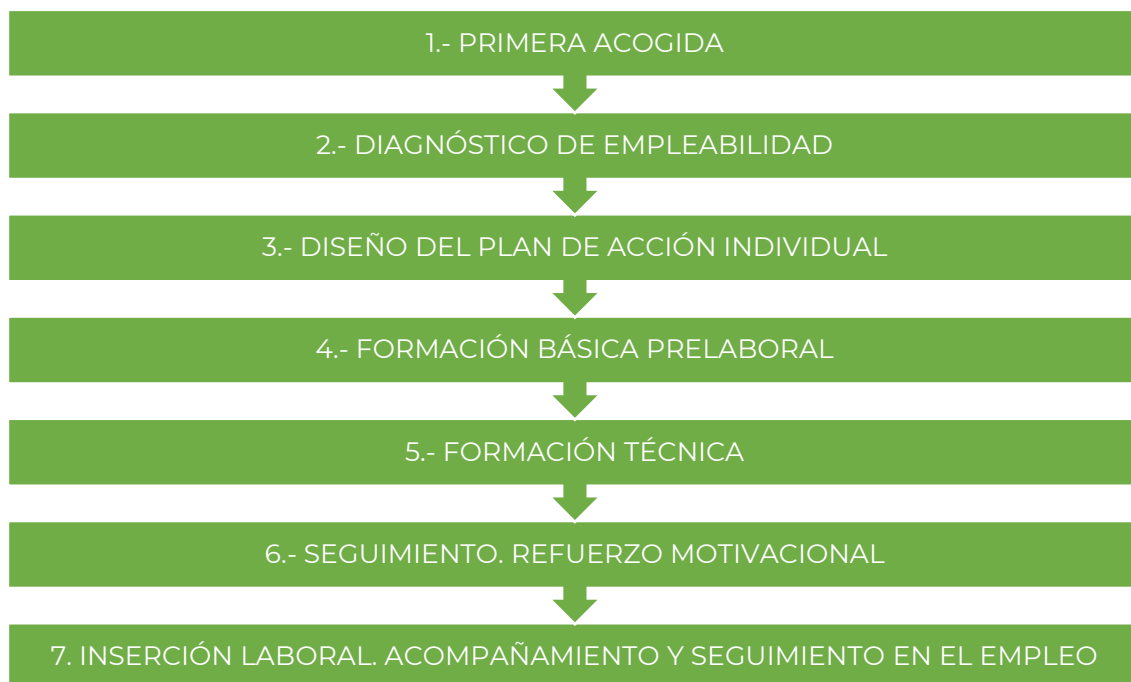 1.- PRIMERA ACOGIDA
2.- DIAGNÓSTICO DE EMPLEABILIDAD
3.- DISEÑO DEL PLAN DE ACCIÓN INDIVIDUAL
4.- FORMACIÓN BÁSICA PRELABORAL
5.- FORMACIÓN TÉCNICA
6.- SEGUIMIENTO. REFUERZO MOTIVACIONAL
7. INSERCIÓN LABORAL. ACOMPAÑAMIENTO Y SEGUIMIENTO EN EL EMPLEO